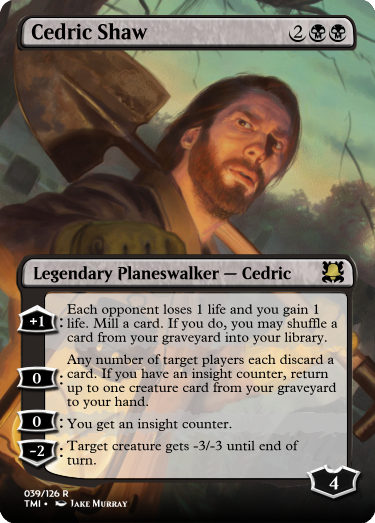 Cedric Shaw 2
Legendary Planeswalker — Cedric
+1: Each opponent loses 1 life and you gain 1
life. Mill a card. If you do, you may shuffle a
card from your graveyard into your library.
0: Any number of target players each discard a
card. If you have an insight counter, return
up to one creature card from your graveyard
to your hand.
0: You get an insight counter.
-2: Target creature gets -3/-3 until end of
turn.
4
039/126 R
TMI • Jake Murray